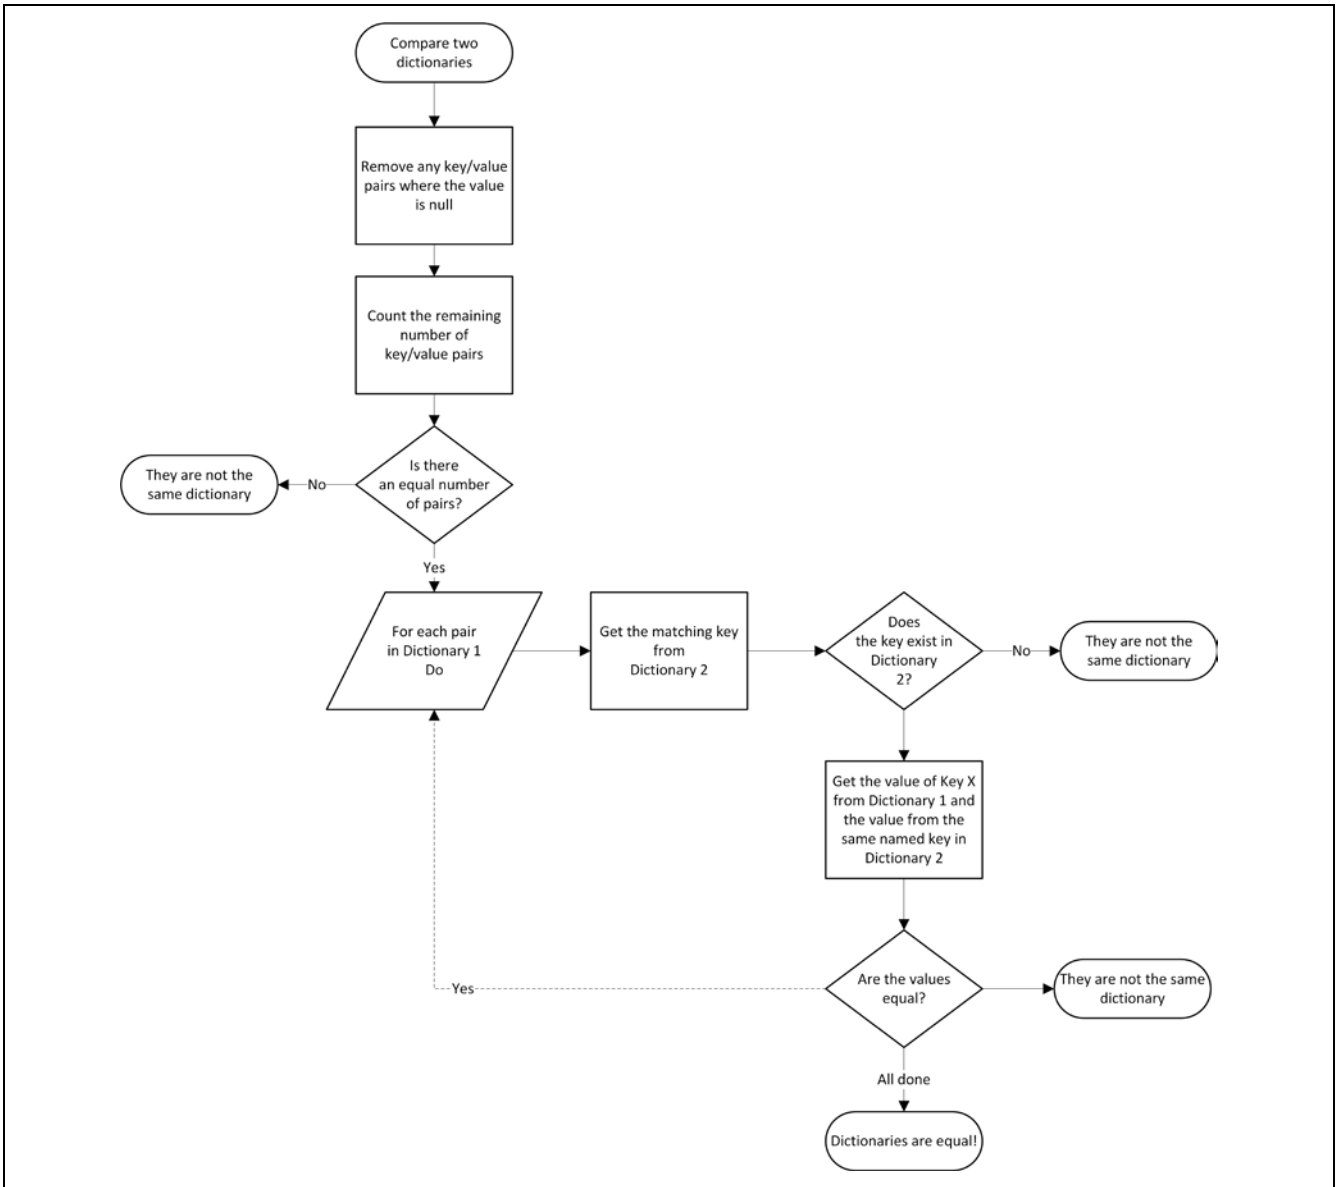 Compare two
dictionaries
Remove any key/value
pairs where the value
is null
Count the remaining
number of
key/value pairs
Is there
an equal number
of pairs?
No
They are not the
same dictionary
Yes
For each pair
in Dictionary 1
Do
Get the matching key
from
Dictionary 2
Does
the key exist in
Dictionary
2?
No
They are not the
same dictionary
Get the value of Key X
from Dictionary 1 and
the value from the
same named key in
Dictionary 2
Are the values
equal?
Yes
They are not the same
dictionary
All done
Dictionaries are equal!